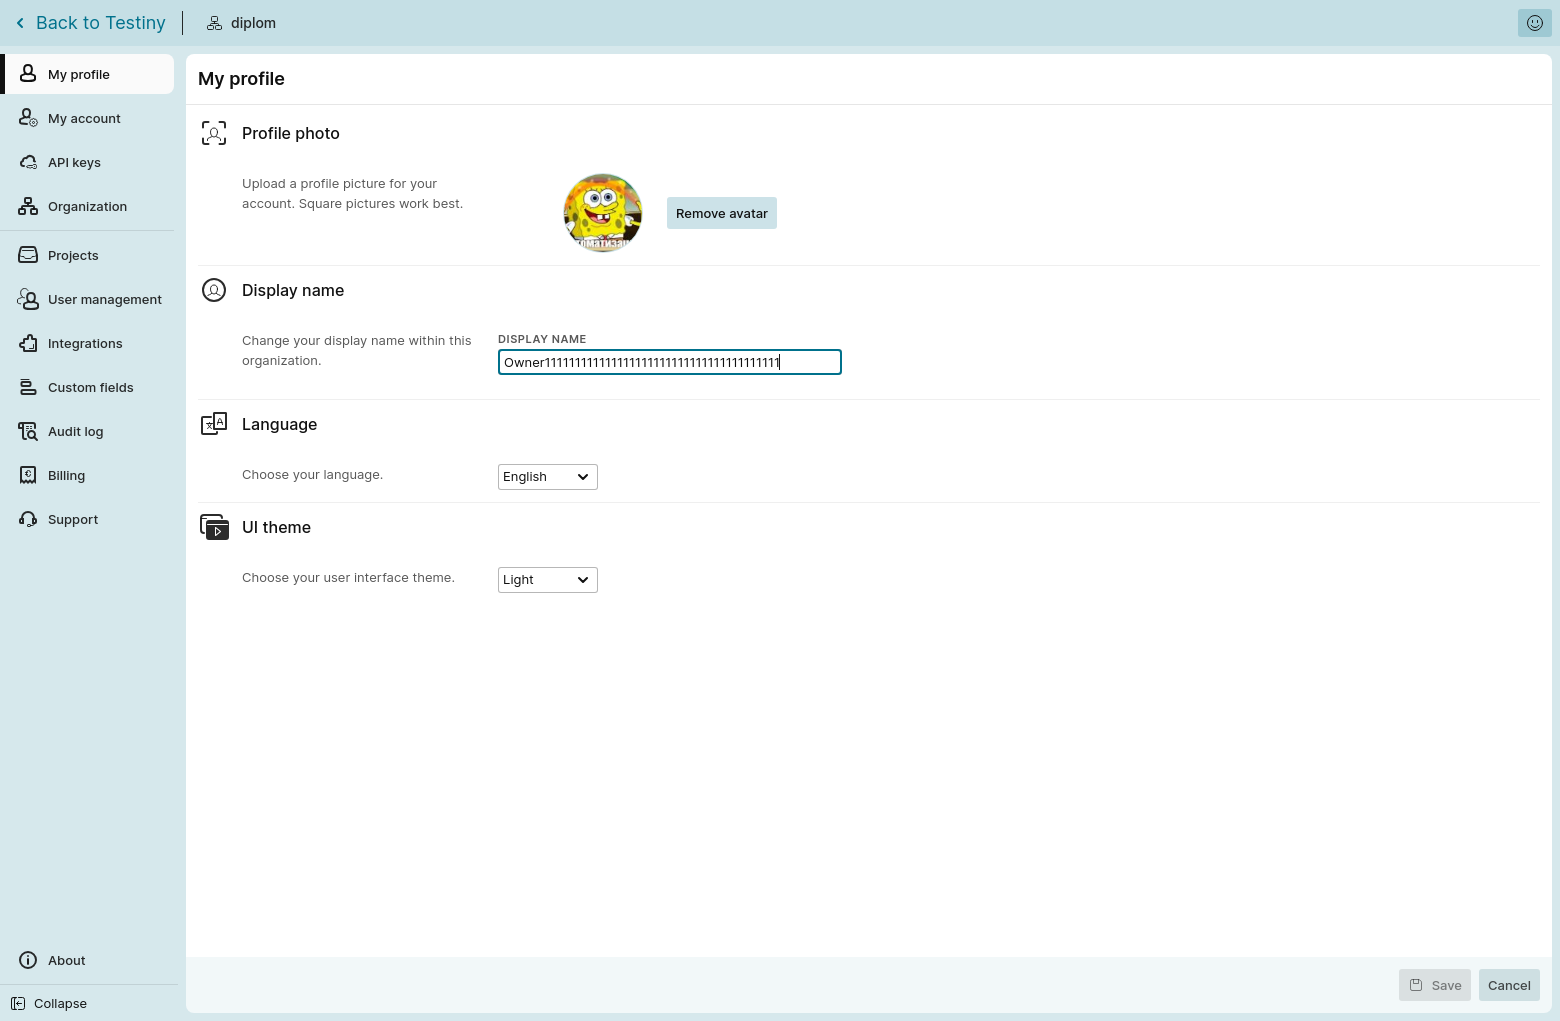 Back to Testiny
diplom
My profile
My account
API keys
Organization
Projects
User management
Integrations
Custom fields
Audit log
Billing
Support
About
Collapse
My profile
Profile photo
Upload a profile picture for your
account. Square pictures work best.
Remove avatar
Display name
Change your display name within this
organization.
DISPLAY NAME
Owner111111111111111111111111111111111111111
Language
Choose your language.
English
UI theme
Choose your user interface theme.
Light
Save
Cancel